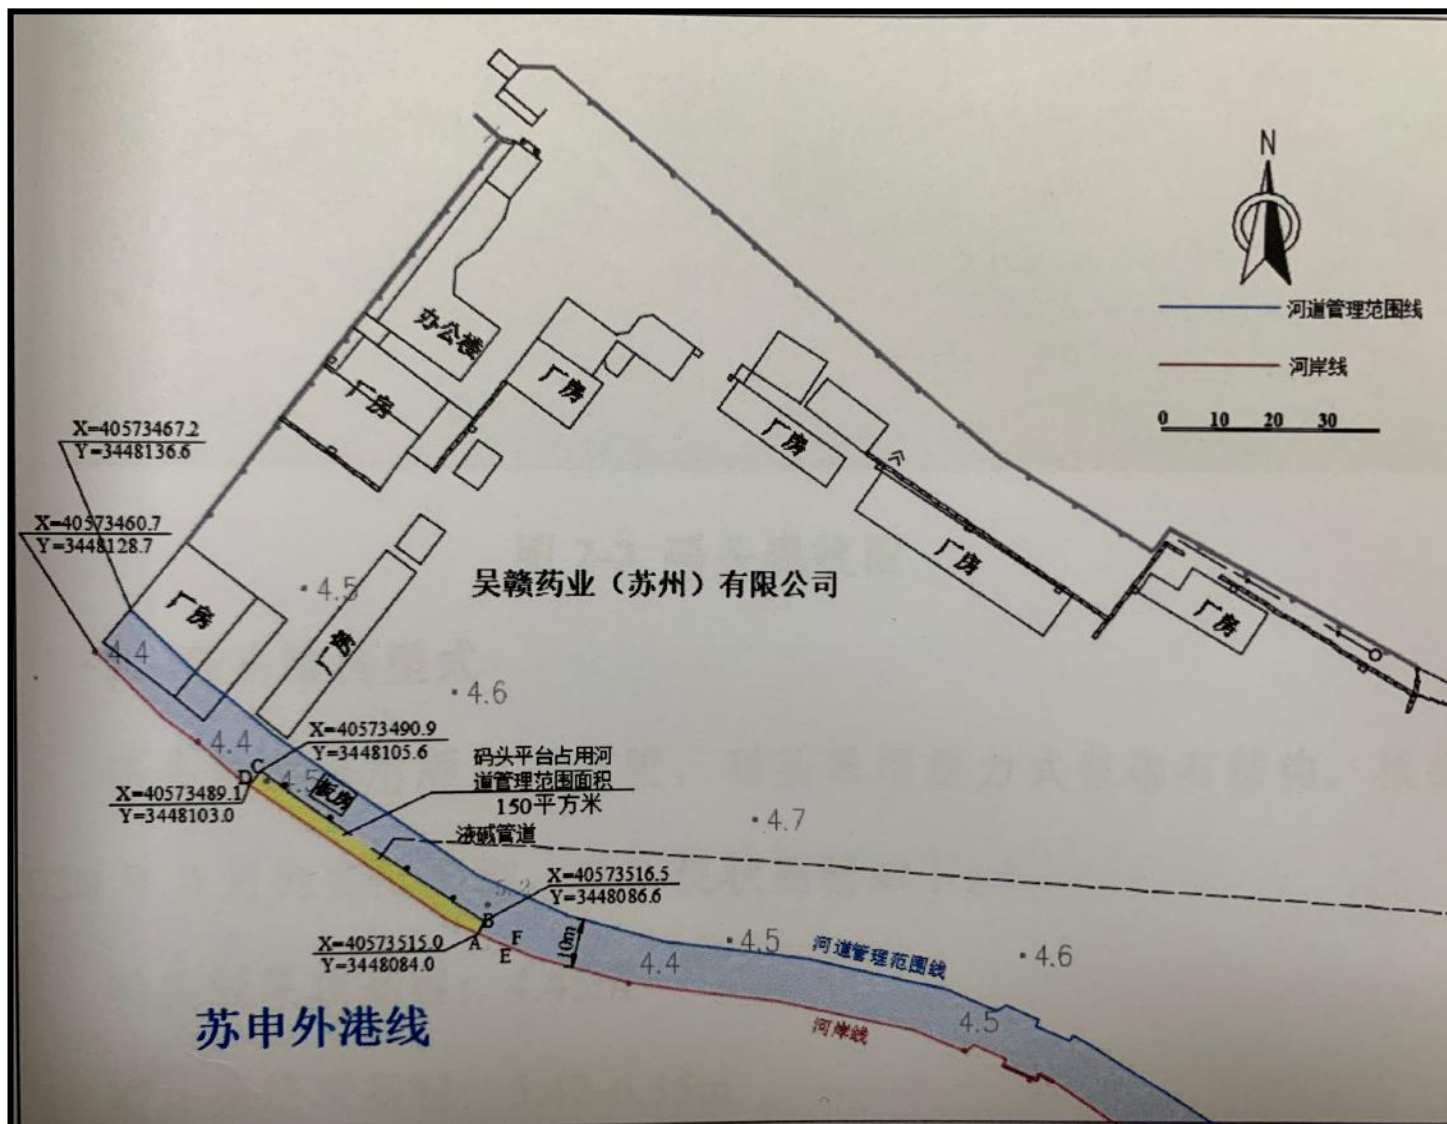 N
河道管理范围线
河岸线
0 10 20 30
办公楼
厂房
厂房
厂房
厂房
厂房
X=40573467.2
Y=3448136.6
X=40573460.7
Y=3448128.7
厂房
厂房
4.5
吴赣药业（苏州）有限公司
4.4
4.6
4.4
X=40573490.9
Y=3448105.6
C
D
4.5
板房
码头平台占用河
道管理范围面积
150平方米
X=40573489.1
Y=3448103.0
液碱管道
4.7
X=40573516.5
Y=3448086.6
5.2
B
A
F
E
X=40573515.0
Y=3448084.0
10m
4.5
4.4
河道管理范围线
4.6
河岸线
4.5
苏申外港线